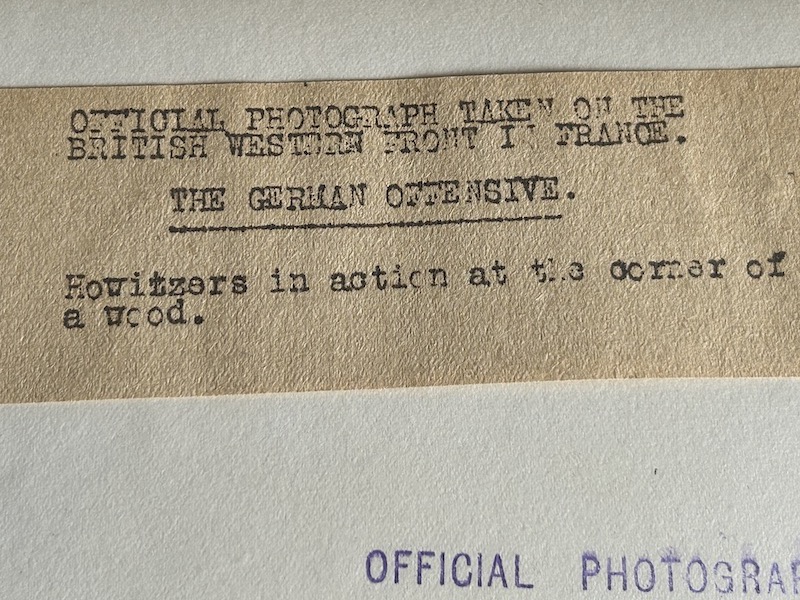 OFFICIAL PHOTOGRAPH TAKEN ON THE
BRITISH WESTERN FRONT IN FRANCE.
THE GERMAN OFFENSIVE.
Howitzers in action at the corner of
a wood.
OFFICIAL PHOTOGRA